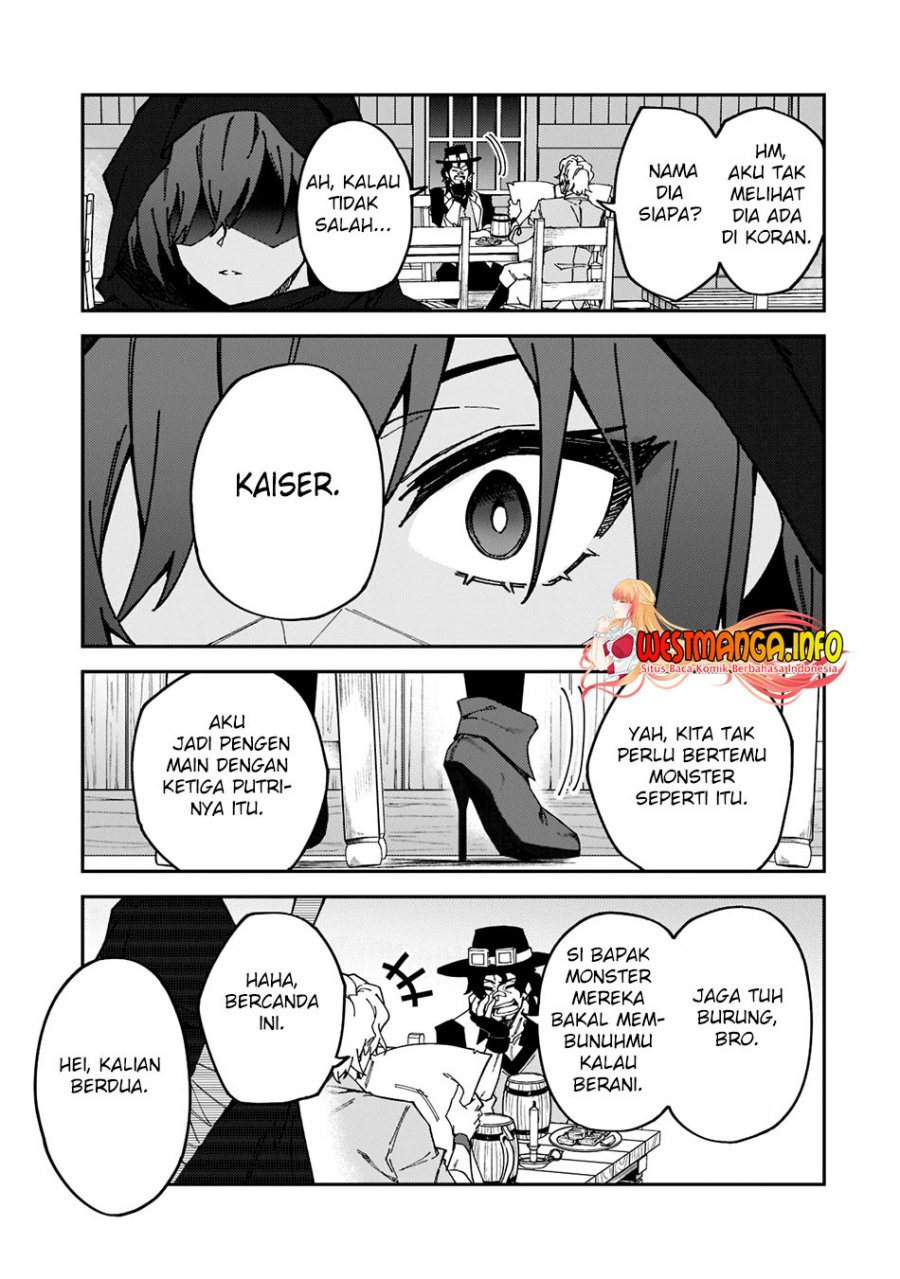 HM,
AKU TAK
MELIHAT
DIA ADA
DI KORAN.
NAMA
DIA
SIAPA?
AH, KALAU
TIDAK
SALAH...
KAISER.
WESTMANGA.INFO
Situs Baca Komik Berbahasa Indonesia
YAH, KITA TAK
PERLU BERTEMU
MONSTER
SEPERTI ITU.
AKU
JADI PENGEN
MAIN DENGAN
KETIGA PUTRI-
NYA ITU.
JAGA TUH
BURUNG,
BRO.
SI BAPAK
MONSTER
MEREKA
BAKAL MEM-
BUNUHMU
KALAU
BERANI.
HAHA,
BERCANDA
INI.
HEI, KALIAN
BERDUA.